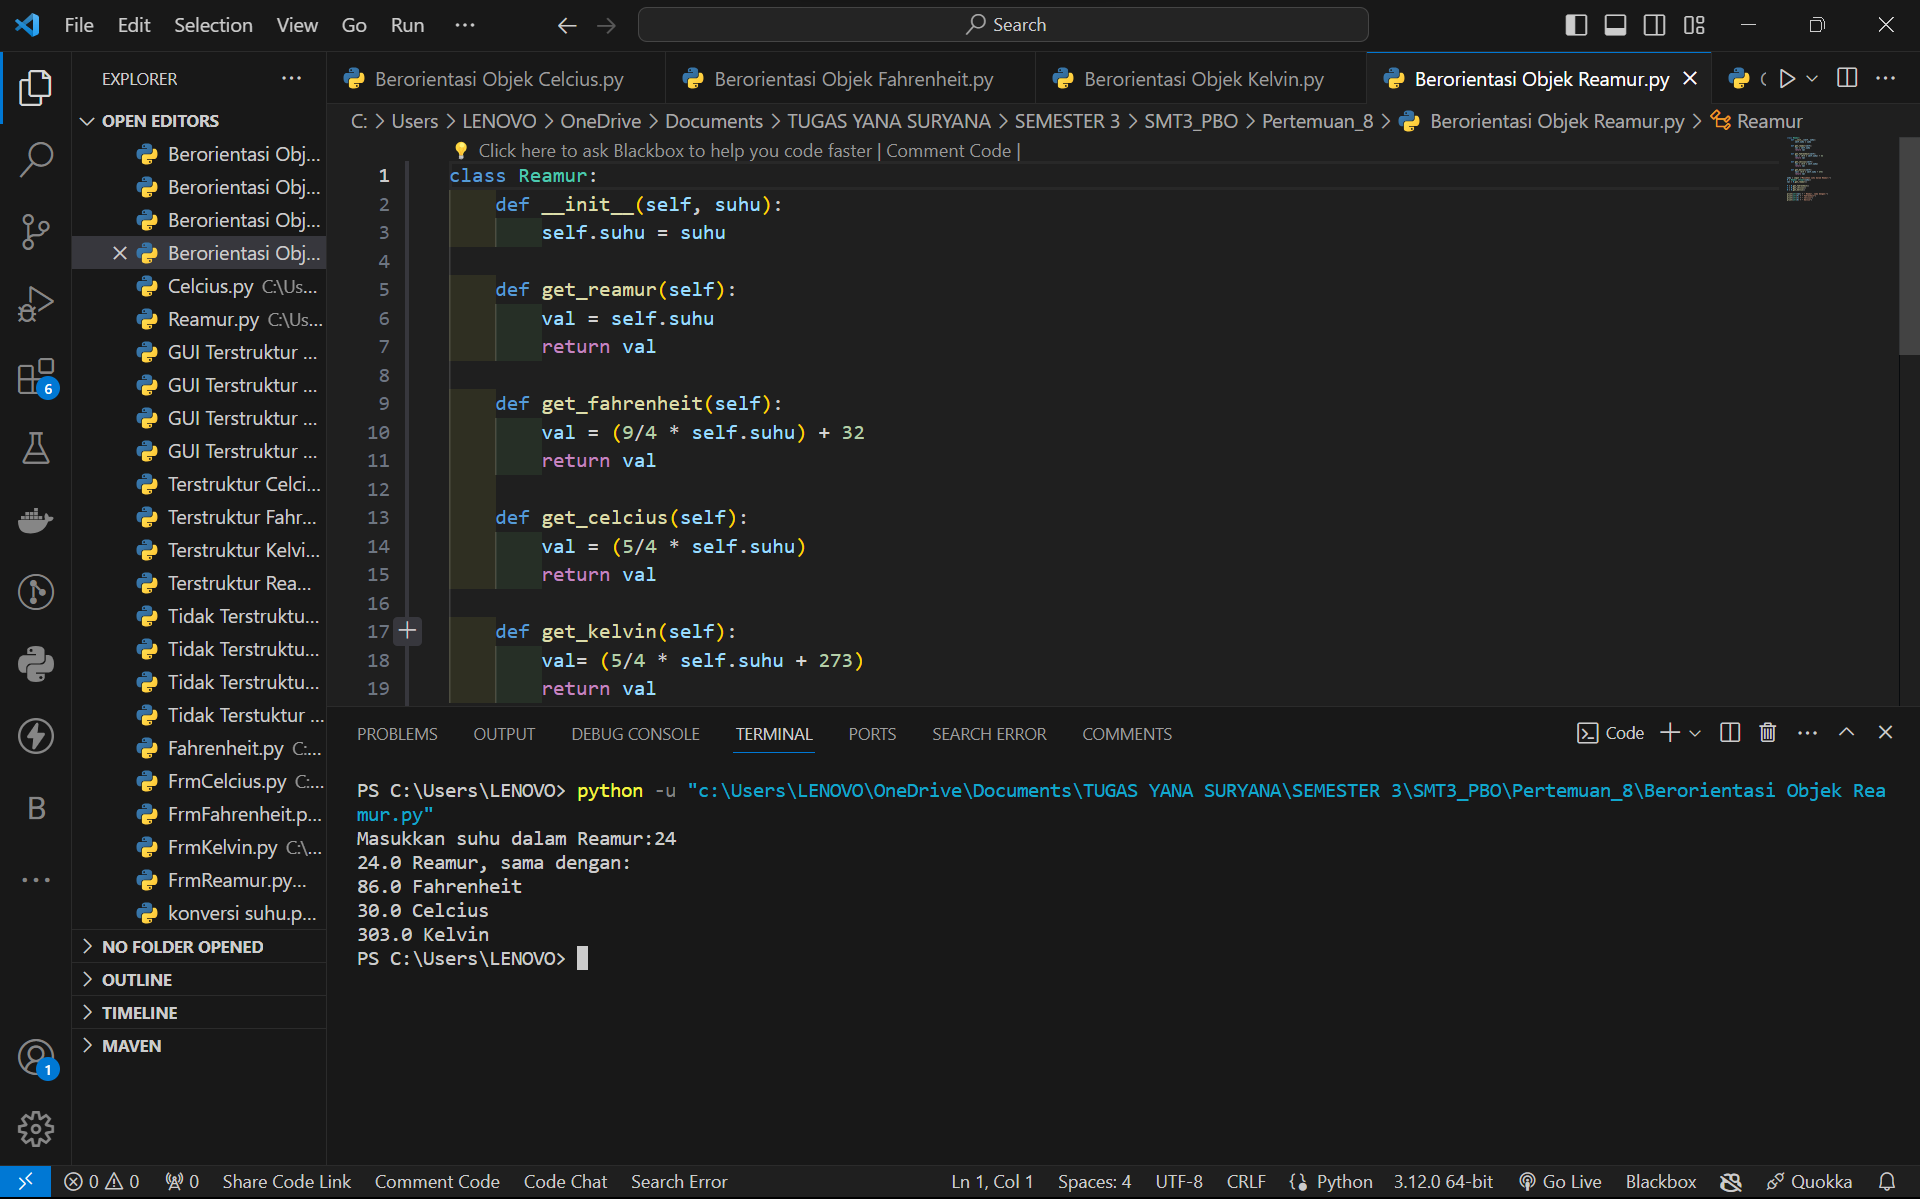 File Edit Selection View Go Run ··· Search
EXPLORER ···
OPEN EDITORS
Berorientasi Obj...
Berorientasi Obj...
Berorientasi Obj...
Berorientasi Obj...
Celcius.py C:\Us...
Reamur.py C:\Us...
GUI Terstruktur ...
GUI Terstruktur ...
GUI Terstruktur ...
GUI Terstruktur ...
Terstruktur Celci...
Terstruktur Fahr...
Terstruktur Kelvi...
Terstruktur Rea...
Tidak Terstruktu...
Tidak Terstruktu...
Tidak Terstruktu...
Tidak Terstuktur ...
Fahrenheit.py C:...
FrmCelcius.py C:...
FrmFahrenheit.p...
FrmKelvin.py C:\...
FrmReamur.py...
konversi suhu.p...
NO FOLDER OPENED
OUTLINE
TIMELINE
MAVEN
6
B
1
Berorientasi Objek Celcius.py Berorientasi Objek Fahrenheit.py Berorientasi Objek Kelvin.py Berorientasi Objek Reamur.py
C: > Users > LENOVO > OneDrive > Documents > TUGAS YANA SURYANA > SEMESTER 3 > SMT3_PBO > Pertemuan_8 > Berorientasi Objek Reamur.py > Reamur
Click here to ask Blackbox to help you code faster | Comment Code |
1 class Reamur:
2     def __init__(self, suhu):
3         self.suhu = suhu
4
5     def get_reamur(self):
6         val = self.suhu
7         return val
8
9     def get_fahrenheit(self):
10         val = (9/4 * self.suhu) + 32
11         return val
12
13     def get_celcius(self):
14         val = (5/4 * self.suhu)
15         return val
16
17     def get_kelvin(self):
18         val= (5/4 * self.suhu + 273)
19         return val
PROBLEMS OUTPUT DEBUG CONSOLE TERMINAL PORTS SEARCH ERROR COMMENTS Code
PS C:\Users\LENOVO> python -u "c:\Users\LENOVO\OneDrive\Documents\TUGAS YANA SURYANA\SEMESTER 3\SMT3_PBO\Pertemuan_8\Berorientasi Objek Rea
mur.py"
Masukkan suhu dalam Reamur:24
24.0 Reamur, sama dengan:
86.0 Fahrenheit
30.0 Celcius
303.0 Kelvin
PS C:\Users\LENOVO>
0 0 0 Share Code Link Comment Code Code Chat Search Error Ln 1, Col 1 Spaces: 4 UTF-8 CRLF Python 3.12.0 64-bit Go Live Blackbox Quokka